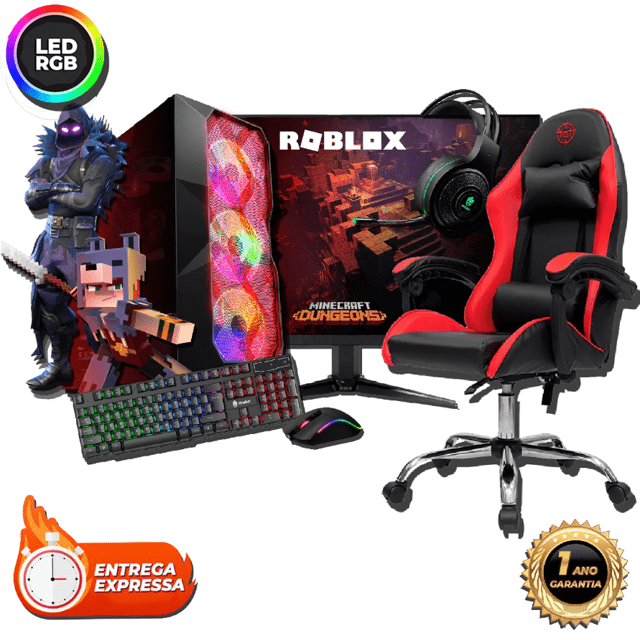 LED
RGB
ROBLOX
MINECRAFT
DUNGEONS
ENTREGA
EXPRESSA
1 ANO
GARANTIA